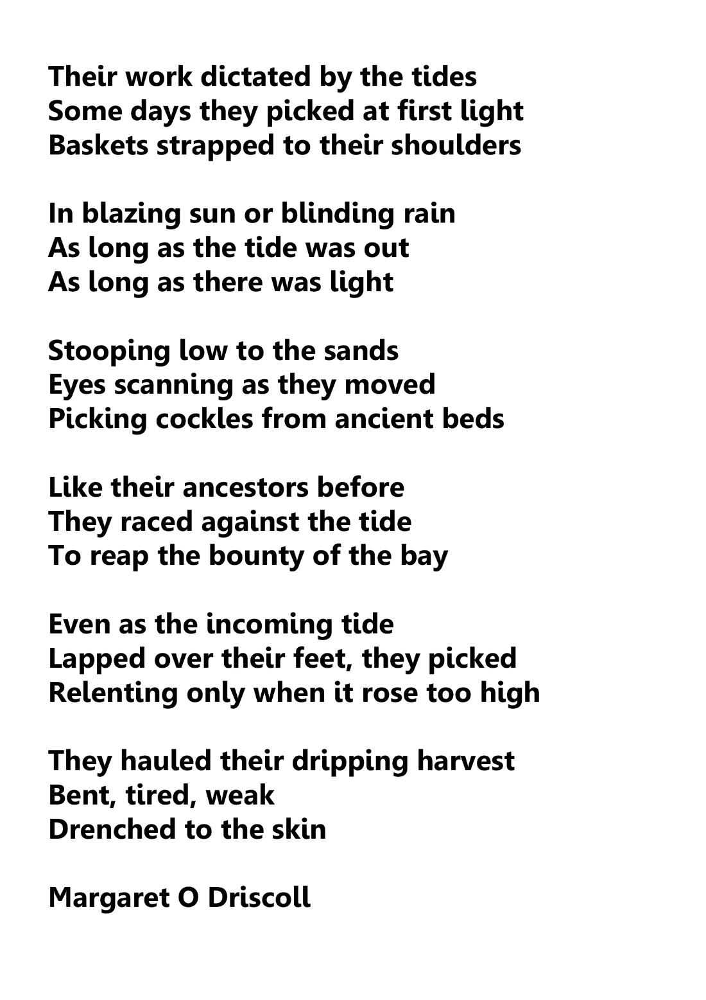 Their work dictated by the tides
Some days they picked at first light
Baskets strapped to their shoulders
In blazing sun or blinding rain
As long as the tide was out
As long as there was light
Stooping low to the sands
Eyes scanning as they moved
Picking cockles from ancient beds
Like their ancestors before
They raced against the tide
To reap the bounty of the bay
Even as the incoming tide
Lapped over their feet, they picked
Relenting only when it rose too high
They hauled their dripping harvest
Bent, tired, weak
Drenched to the skin
Margaret O Driscoll